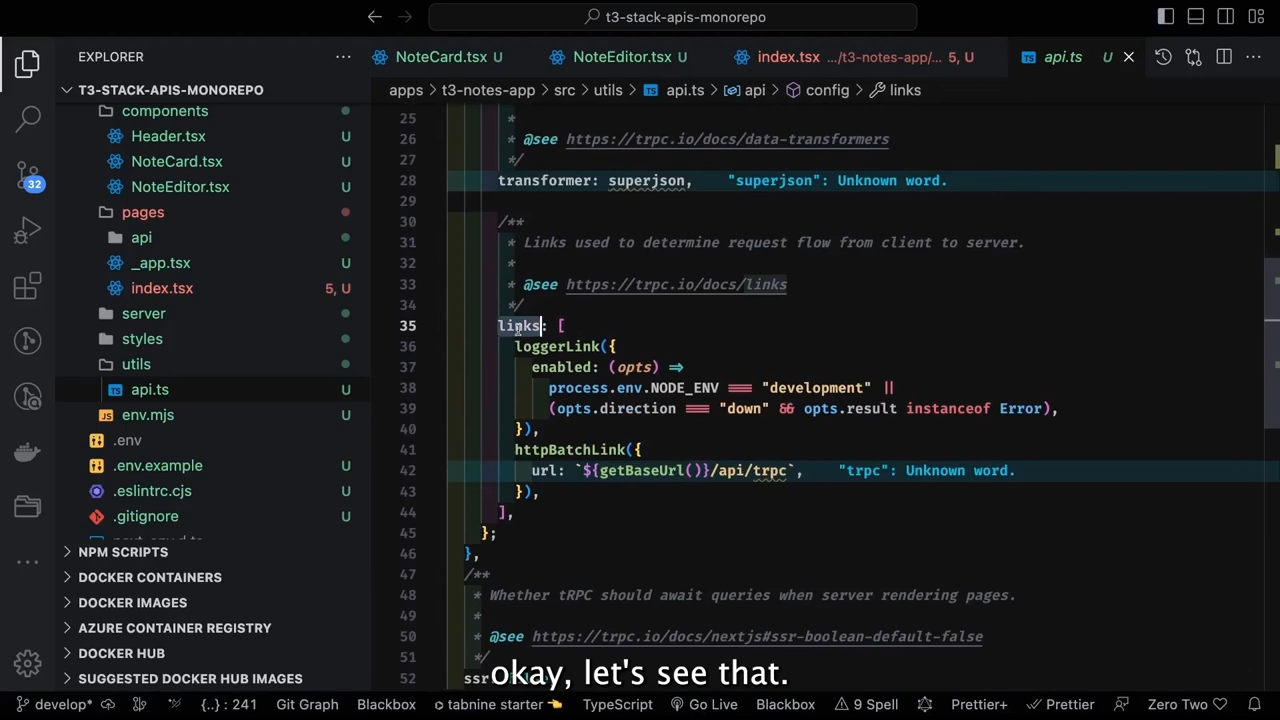 t3-stack-apis-monorepo
EXPLORER
NoteCard.tsx U
NoteEditor.tsx U
index.tsx .../t3-notes-app/... 5, U
api.ts U
T3-STACK-APIS-MONOREPO
apps > t3-notes-app > src > utils > TS api.ts > api > config > links
components
Header.tsx U
NoteCard.tsx U
NoteEditor.tsx U
pages
api
_app.tsx U
index.tsx 5, U
server
styles
utils
TS api.ts U
JS env.mjs U
.env
.env.example U
.eslintrc.cjs U
.gitignore U
NPM SCRIPTS
DOCKER CONTAINERS
DOCKER IMAGES
AZURE CONTAINER REGISTRY
DOCKER HUB
SUGGESTED DOCKER HUB IMAGES
32
25 *
26 * @see https://trpc.io/docs/data-transformers
27 */
28 transformer: superjson, "superjson": Unknown word.
29
30 /**
31 * Links used to determine request flow from client to server.
32 *
33 * @see https://trpc.io/docs/links
34 */
35 links: [
36 loggerLink({
37 enabled: (opts) ⇒
38 process.env.NODE_ENV === "development" ||
39 (opts.direction === "down" && opts.result instanceof Error),
40 }),
41 httpBatchLink({
42 url: `${getBaseUrl()}/api/trpc`, "trpc": Unknown word.
43 }),
44 ],
45 };
46 },
47 /**
48 * Whether tRPC should await queries when server rendering pages.
49 *
50 * @see https://trpc.io/docs/nextjs#ssr-boolean-default-false
51 */
52 ssr
okay, let's see that.
develop* {..} : 241 Git Graph Blackbox tabnine starter TypeScript Go Live Blackbox 9 Spell Prettier+ Prettier Zero Two